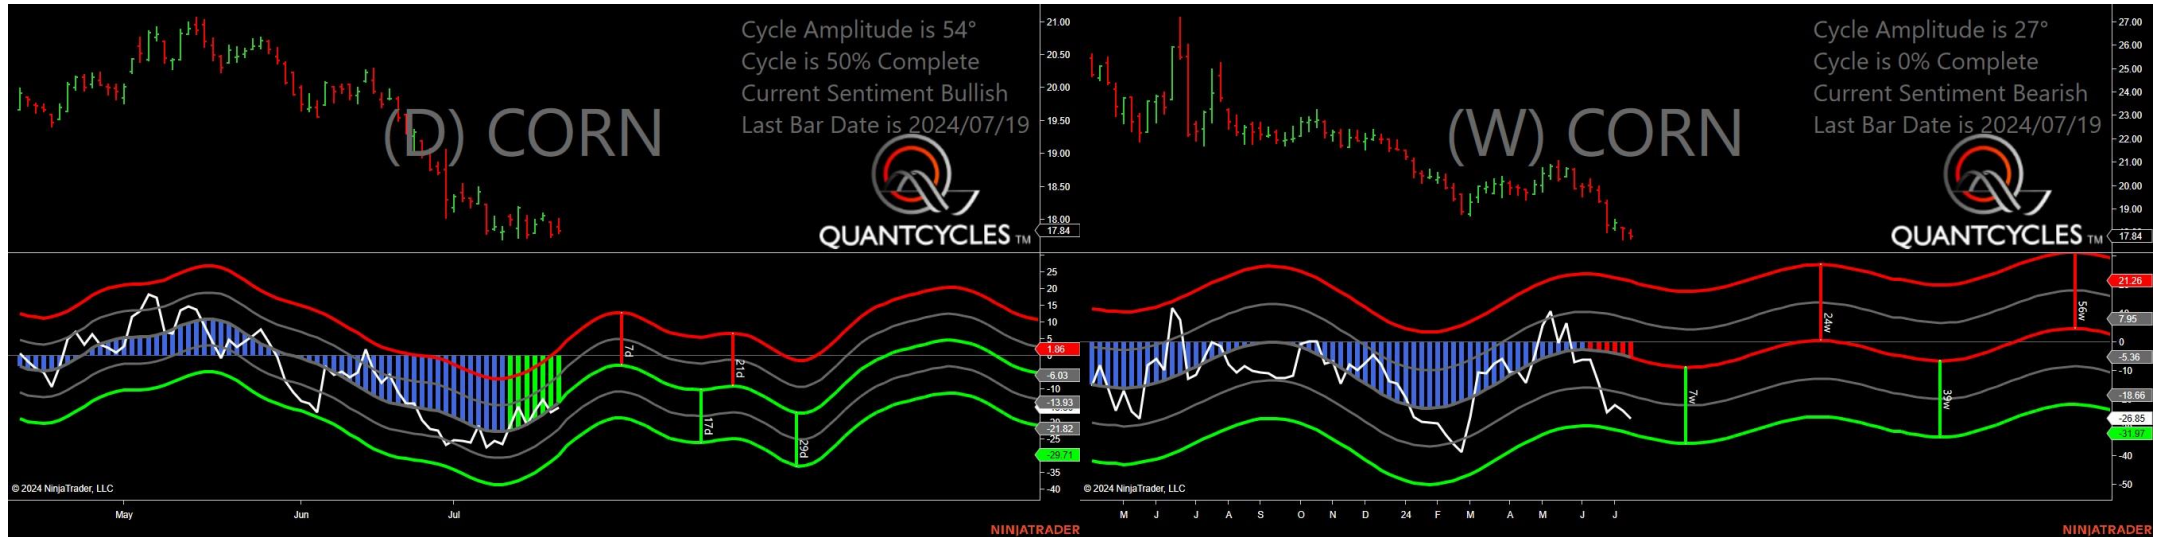 Cycle Amplitude is 54°
Cycle is 50% Complete
Current Sentiment Bullish
Last Bar Date is 2024/07/19
(D) CORN
QUANTCYCLES TM
21.00
20.50
20.00
19.50
19.00
18.50
18.00
17.84
25
20
15
10
5
1.86
-6.03
-10
-13.93
-21.82
-25
-29.71
-35
-40
7d
17d
21d
29d
© 2024 NinjaTrader, LLC
May Jun Jul
NINJATRADER
Cycle Amplitude is 27°
Cycle is 0% Complete
Current Sentiment Bearish
Last Bar Date is 2024/07/19
(W) CORN
QUANTCYCLES TM
27.00
26.00
25.00
24.00
23.00
22.00
21.00
20.00
19.00
17.84
21.26
7.95
0
-5.36
-10
-18.66
-26.85
-31.97
-40
-50
7w
24w
39w
56w
© 2024 NinjaTrader, LLC
M J J A S O N D 24 F M A M J J
NINJATRADER